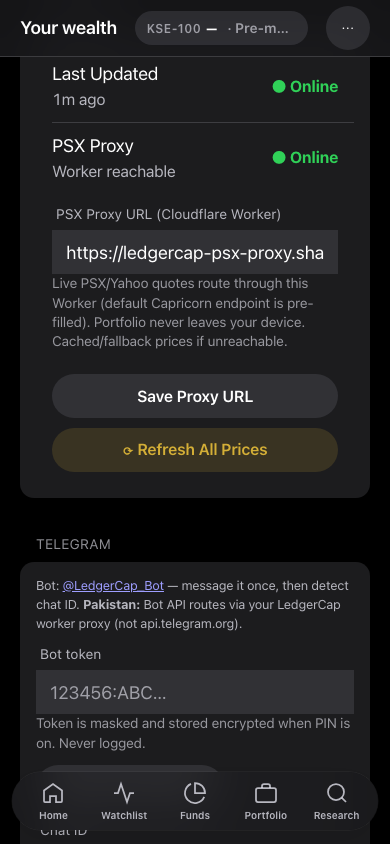 Your wealth
KSE-100 — · Pre-m...
...
Last Updated
1m ago
Online
PSX Proxy
Worker reachable
Online
PSX Proxy URL (Cloudflare Worker)
https://ledgercap-psx-proxy.sha
Live PSX/Yahoo quotes route through this
Worker (default Capricorn endpoint is pre-
filled). Portfolio never leaves your device.
Cached/fallback prices if unreachable.
Save Proxy URL
⟳ Refresh All Prices
TELEGRAM
Bot: @LedgerCap_Bot — message it once, then detect
chat ID. Pakistan: Bot API routes via your LedgerCap
worker proxy (not api.telegram.org).
Bot token
123456:ABC...
Token is masked and stored encrypted when PIN is
on. Never logged.
Home
Watchlist
Funds
Portfolio
Research
Chat ID